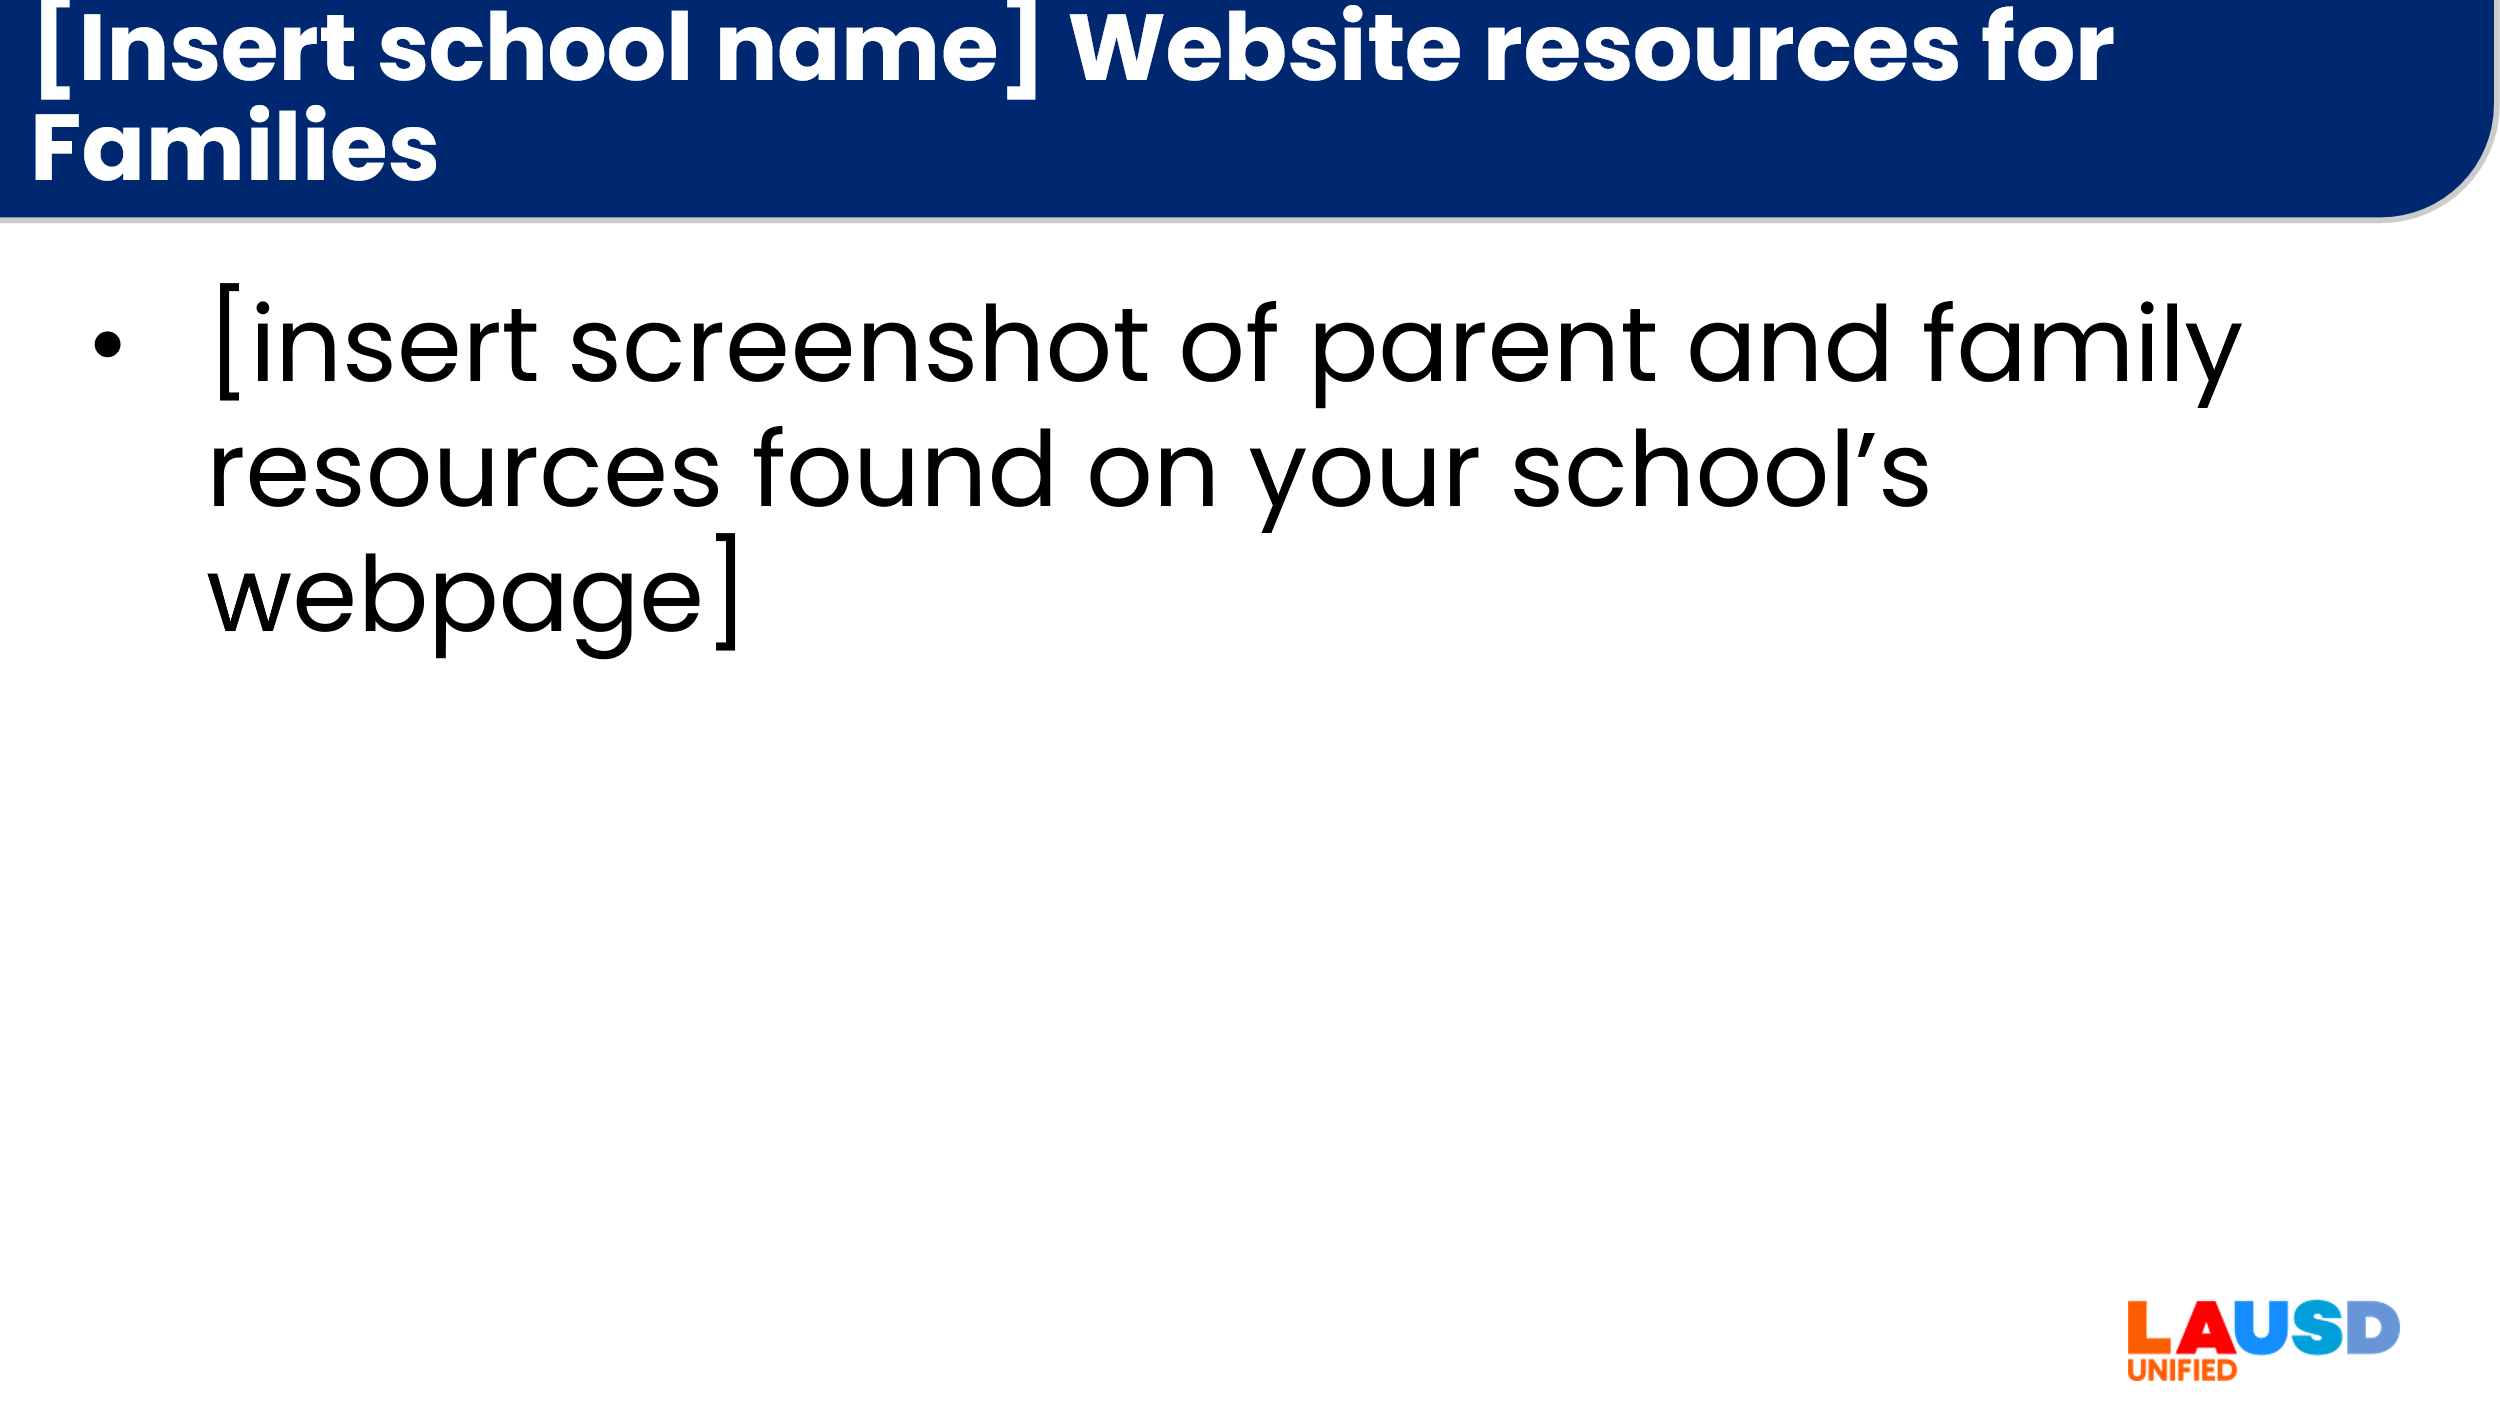 [Insert school name] Website resources for
Families
• [insert screenshot of parent and family
resources found on your school’s
webpage]
LAUSD
UNIFIED